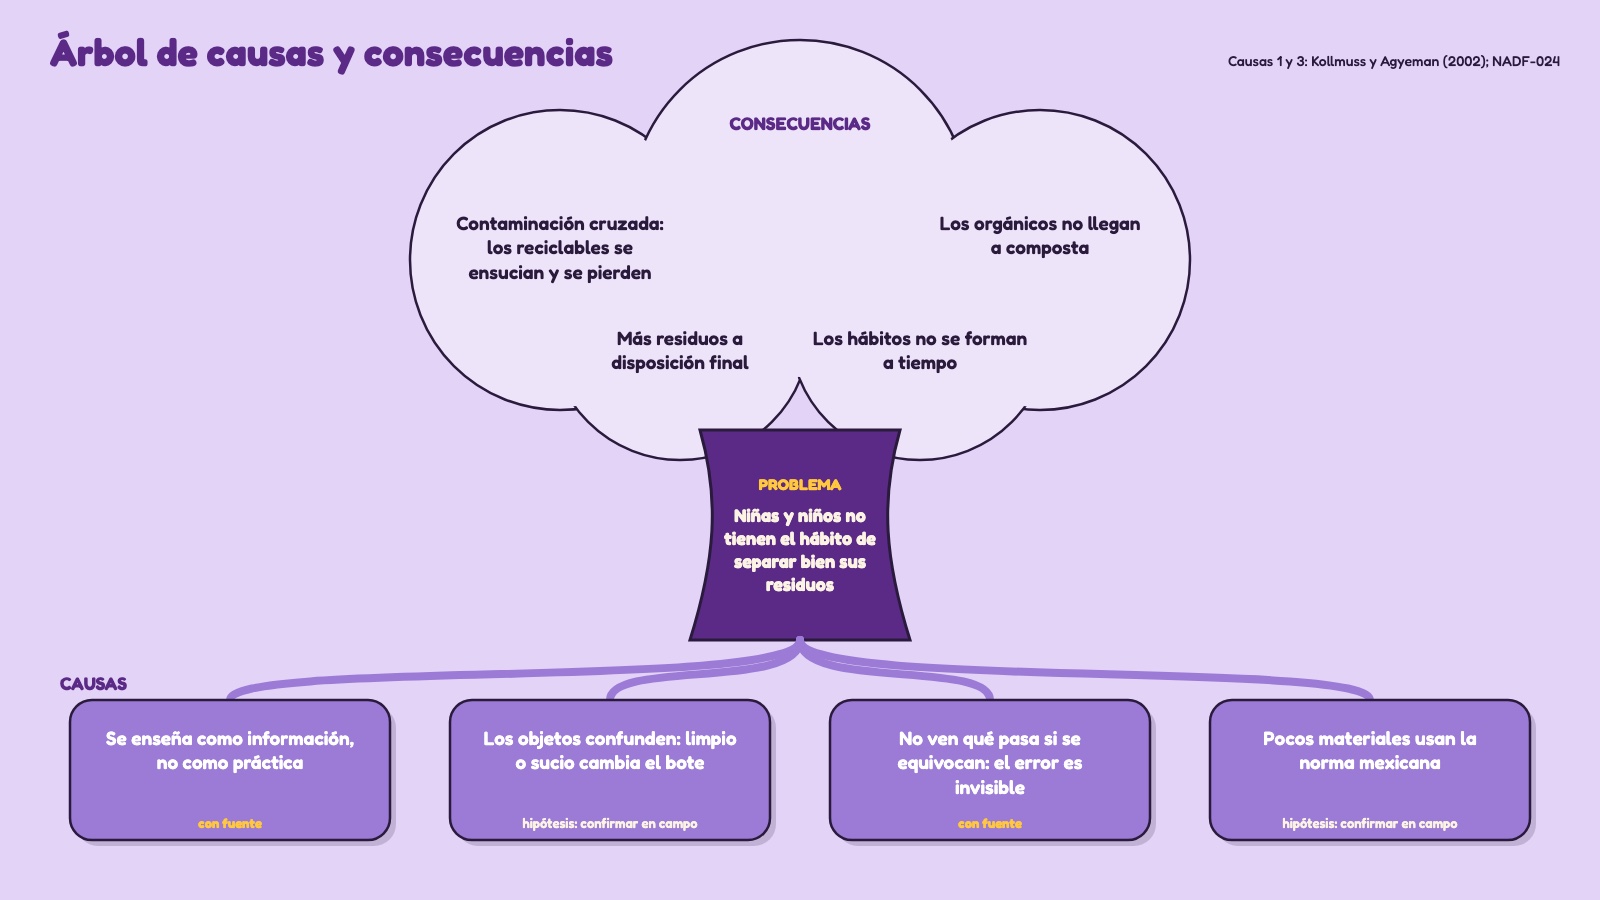 Árbol de causas y consecuencias
Causas 1 y 3: Kollmuss y Agyeman (2002); NADF-024
CONSECUENCIAS
Contaminación cruzada:
los reciclables se
ensucian y se pierden
Los orgánicos no llegan
a composta
Más residuos a
disposición final
Los hábitos no se forman
a tiempo
PROBLEMA
Niñas y niños no
tienen el hábito de
separar bien sus
residuos
CAUSAS
Se enseña como información,
no como práctica
con fuente
Los objetos confunden: limpio
o sucio cambia el bote
hipótesis: confirmar en campo
No ven qué pasa si se
equivocan: el error es
invisible
con fuente
Pocos materiales usan la
norma mexicana
hipótesis: confirmar en campo